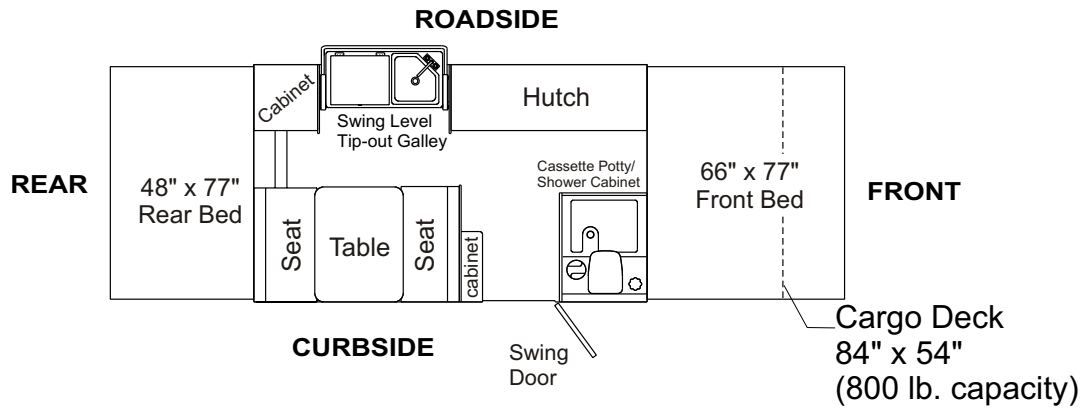 ROADSIDE
Cabinet
Hutch
Swing Level
Tip-out Galley
REAR
48" x 77"
Rear Bed
Cassette Potty/
Shower Cabinet
66" x 77"
Front Bed
FRONT
Seat
Table
Seat
cabinet
CURBSIDE
Swing
Door
Cargo Deck
84" x 54"
(800 lb. capacity)